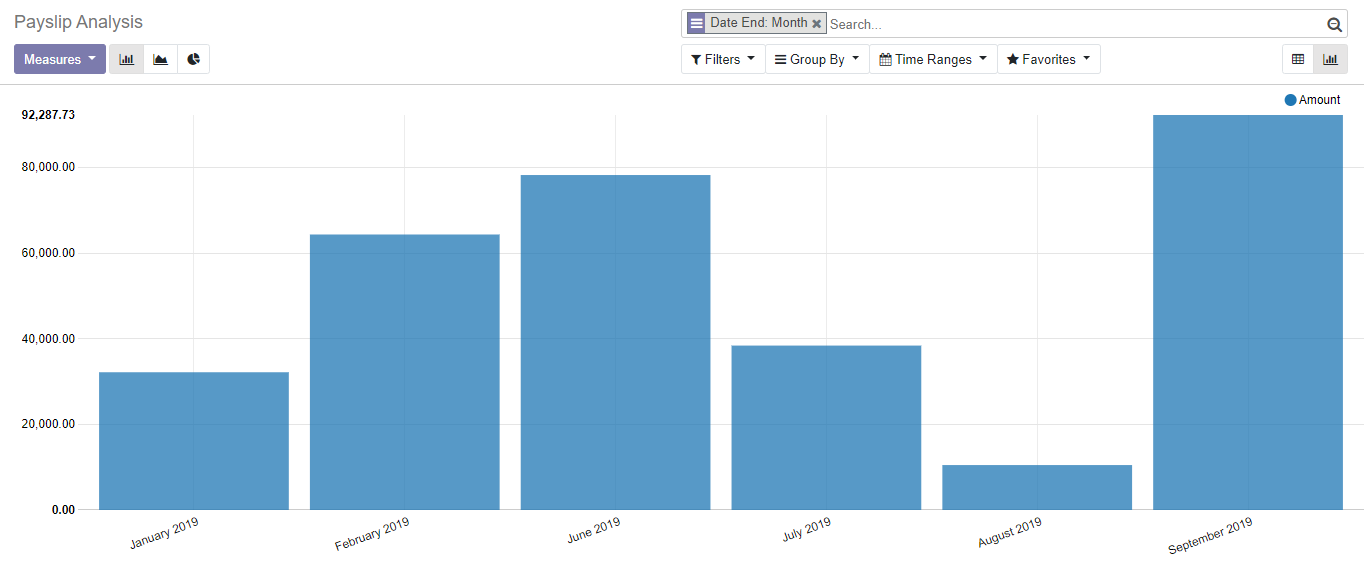 Payslip Analysis
Date End: Month
Search...
Measures
Filters
Group By
Time Ranges
Favorites
Amount
92,287.73
80,000.00
60,000.00
40,000.00
20,000.00
0.00
January 2019
February 2019
June 2019
July 2019
August 2019
September 2019